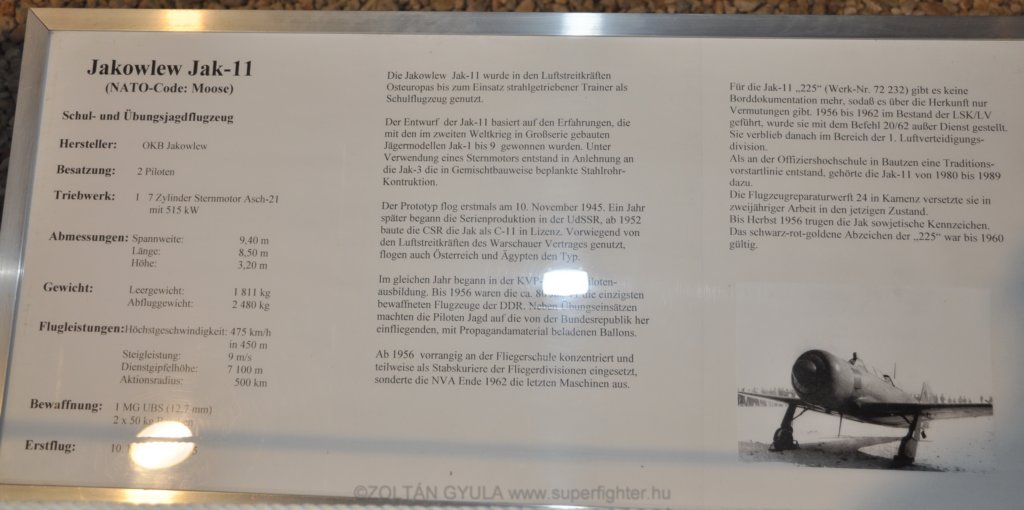 Jakowlew Jak-11
(NATO-Code: Moose)
Schul- und Übungsjagdflugzeug
Hersteller: OKB Jakowlew
Besatzung: 2 Piloten
Triebwerk: 1 7 Zylinder Sternmotor Asch-21
mit 515 kW
Abmessungen: Spannweite: 9,40 m
Länge: 8,50 m
Höhe: 3,20 m
Gewicht: Leergewicht: 1 811 kg
Abfluggewicht: 2 480 kg
Flugleistungen: Höchstgeschwindigkeit: 475 km/h
in 450 m
Steigleistung: 9 m/s
Dienstgipfelhöhe: 7 100 m
Aktionsradius: 500 km
Bewaffnung: 1 MG UBS (12,7 mm)
2 x 50 kg
Erstflug: 10.
Die Jakowlew Jak-11 wurde in den Luftstreitkräften
Osteuropas bis zum Einsatz strahlgetriebener Trainer als
Schulflugzeug genutzt.
Der Entwurf der Jak-11 basiert auf den Erfahrungen, die
mit den im zweiten Weltkrieg in Großserie gebauten
Jägermodellen Jak-1 bis 9 gewonnen wurden. Unter
Verwendung eines Sternmotors entstand in Anlehnung an
die Jak-3 die in Gemischtbauweise beplankte Stahlrohr-
Kontruktion.
Der Prototyp flog erstmals am 10. November 1945. Ein Jahr
später begann die Serienproduktion in der UdSSR, ab 1952
baute die CSR die Jak als C-11 in Lizenz. Vorwiegend von
den Luftstreitkräften des Warschauer Vertrages genutzt,
flogen auch Österreich und Ägypten den Typ.
Im gleichen Jahr begann in der KVP- Piloten-
ausbildung. Bis 1956 waren die ca. die einzigsten
bewaffneten Flugzeuge der DDR. Neben Übungseinsätzen
machten die Piloten Jagd auf die von der Bundesrepublik her
einfliegenden, mit Propagandamaterial beladenen Ballons.
Ab 1956 vorrangig an der Fliegerschule konzentriert und
teilweise als Stabskuriere der Fliegerdivisionen eingesetzt,
sonderte die NVA Ende 1962 die letzten Maschinen aus.
Für die Jak-11 „225“ (Werk-Nr. 72 232) gibt es keine
Borddokumentation mehr, sodaß es über die Herkunft nur
Vermutungen gibt. 1956 bis 1962 im Bestand der LSK/LV
geführt, wurde sie mit dem Befehl 20/62 außer Dienst gestellt.
Sie verblieb danach im Bereich der 1. Luftverteidigungs-
division.
Als an der Offiziershochschule in Bautzen eine Traditions-
vorstartlinie entstand, gehörte die Jak-11 von 1980 bis 1989
dazu.
Die Flugzeugreparaturwerft 24 in Kamenz versetzte sie in
zweijähriger Arbeit in den jetzigen Zustand.
Bis Herbst 1956 trugen die Jak sowjetische Kennzeichen.
Das schwarz-rot-goldene Abzeichen der „225“ war bis 1960
gültig.
©ZOLTÁN GYULA www.superfighter.hu